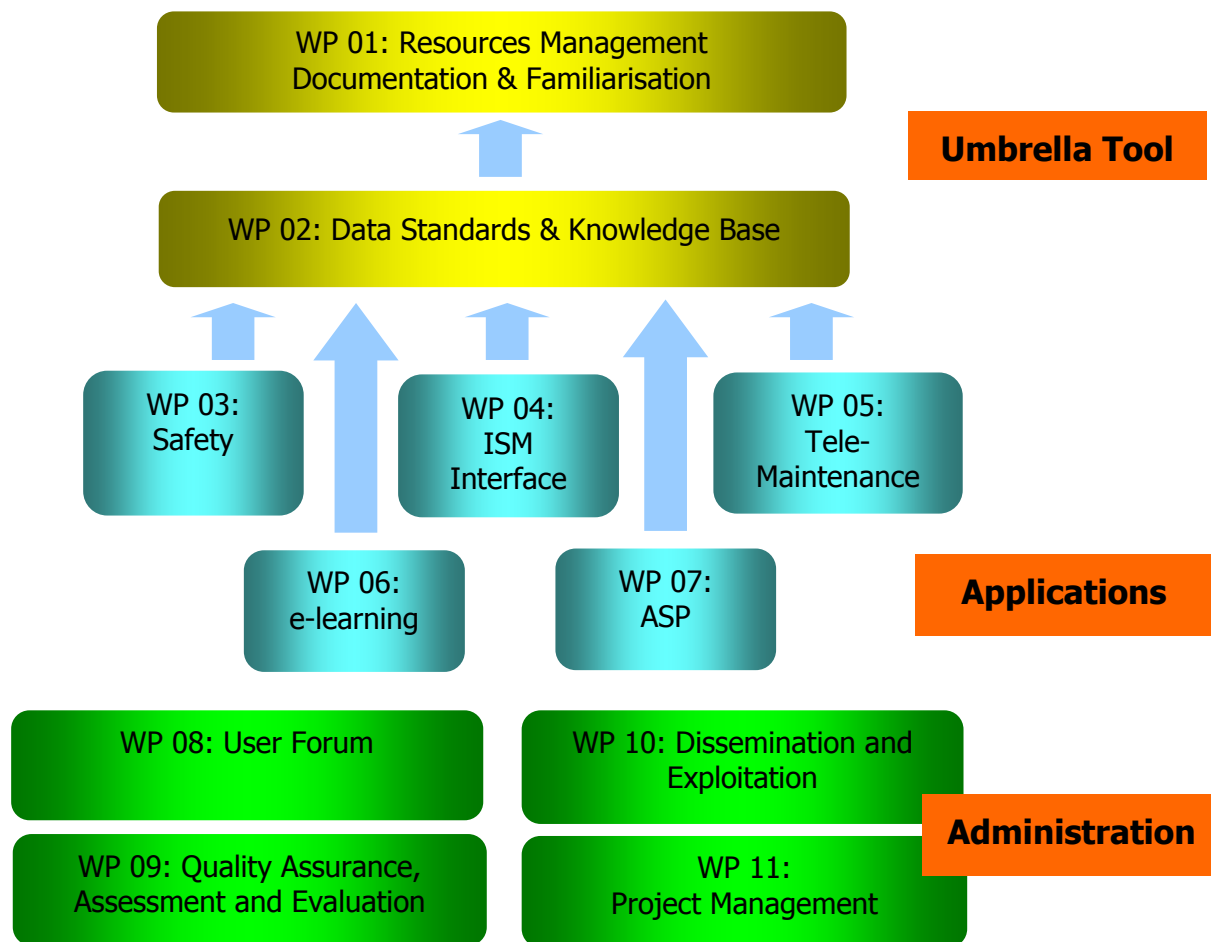 WP 01: Resources Management
Documentation & Familiarisation
Umbrella Tool
WP 02: Data Standards & Knowledge Base
WP 03:
Safety
WP 04:
ISM
Interface
WP 05:
Tele-
Maintenance
WP 06:
e-learning
WP 07:
ASP
Applications
WP 08: User Forum
WP 10: Dissemination and
Exploitation
Administration
WP 09: Quality Assurance,
Assessment and Evaluation
WP 11:
Project Management